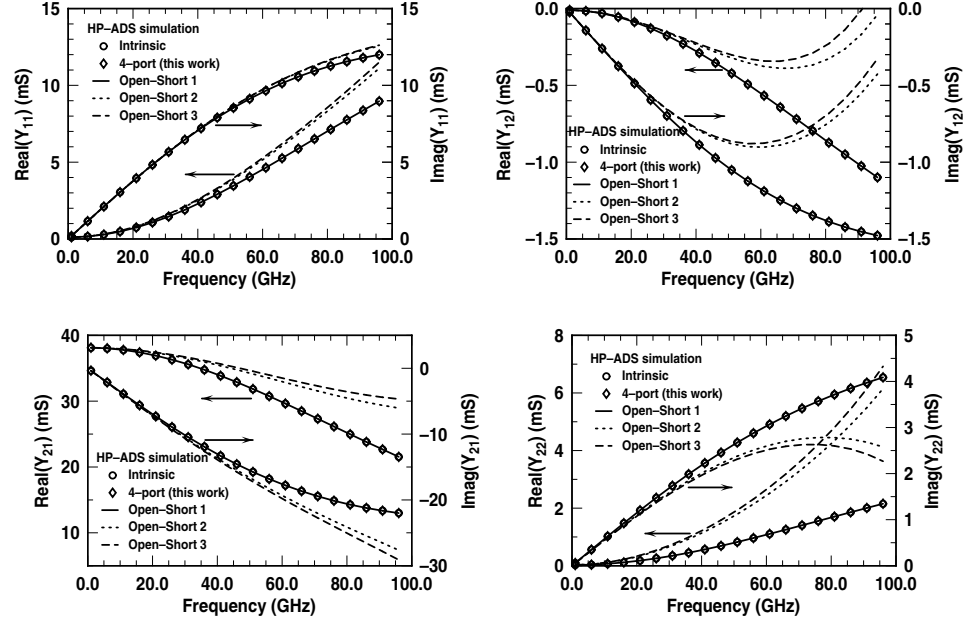 15
15
HP–ADS simulation
Intrinsic
4-port (this work)
Open–Short 1
Open–Short 2
Open–Short 3
10
10
5
5
0
0
Real(Y11) (mS)
Imag(Y11) (mS)
0.0 20.0 40.0 60.0 80.0 100.0
Frequency (GHz)
0.0
0.0
−0.5
−0.5
−1.0
−1.0
−1.5
−1.5
Real(Y12) (mS)
Imag(Y12) (mS)
HP–ADS simulation
Intrinsic
4-port (this work)
Open–Short 1
Open–Short 2
Open–Short 3
0.0 20.0 40.0 60.0 80.0 100.0
Frequency (GHz)
40
30
20
10
0
−10
−20
−30
Real(Y21) (mS)
Imag(Y21) (mS)
HP–ADS simulation
Intrinsic
4-port (this work)
Open–Short 1
Open–Short 2
Open–Short 3
0.0 20.0 40.0 60.0 80.0 100.0
Frequency (GHz)
8
6
4
2
0
5
4
3
2
1
0
Real(Y22) (mS)
Imag(Y22) (mS)
HP–ADS simulation
Intrinsic
4-port (this work)
Open–Short 1
Open–Short 2
Open–Short 3
0.0 20.0 40.0 60.0 80.0 100.0
Frequency (GHz)